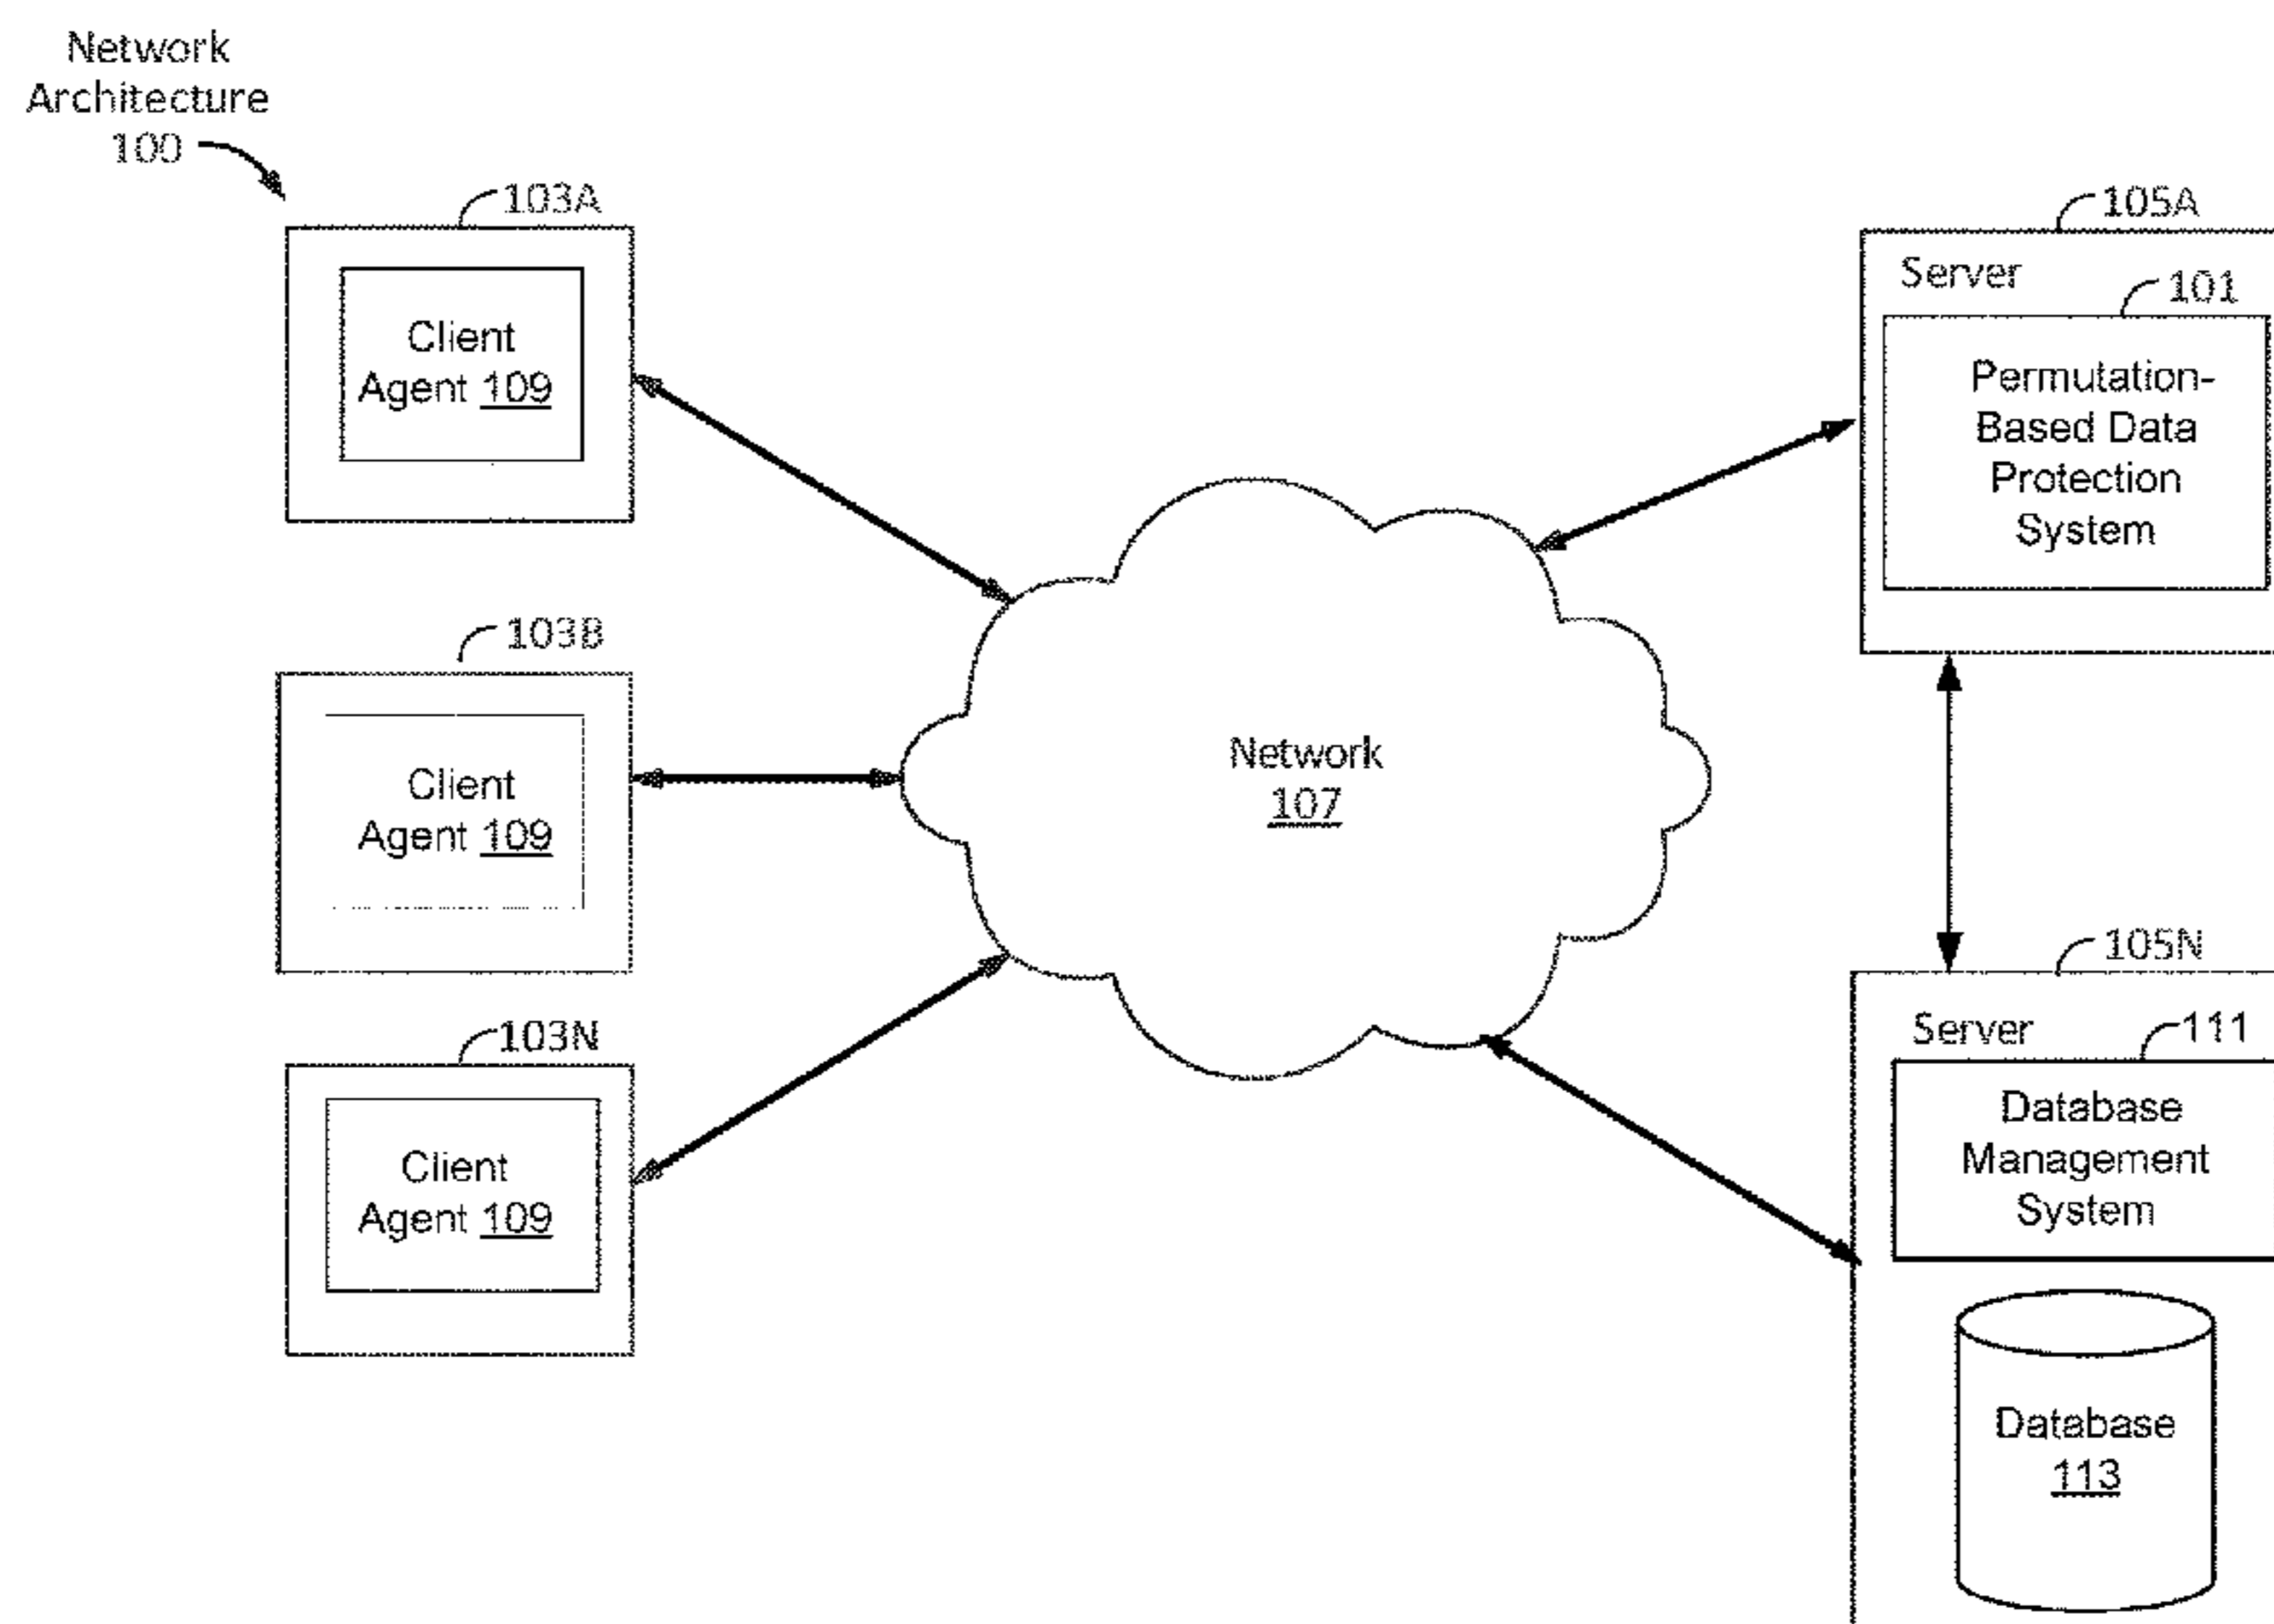 Network
Architecture
100
103A
Client
Agent 109
103B
Client
Agent 109
103N
Client
Agent 109
Network
107
105A
Server
101
Permutation-
Based Data
Protection
System
105N
Server
111
Database
Management
System
Database
113